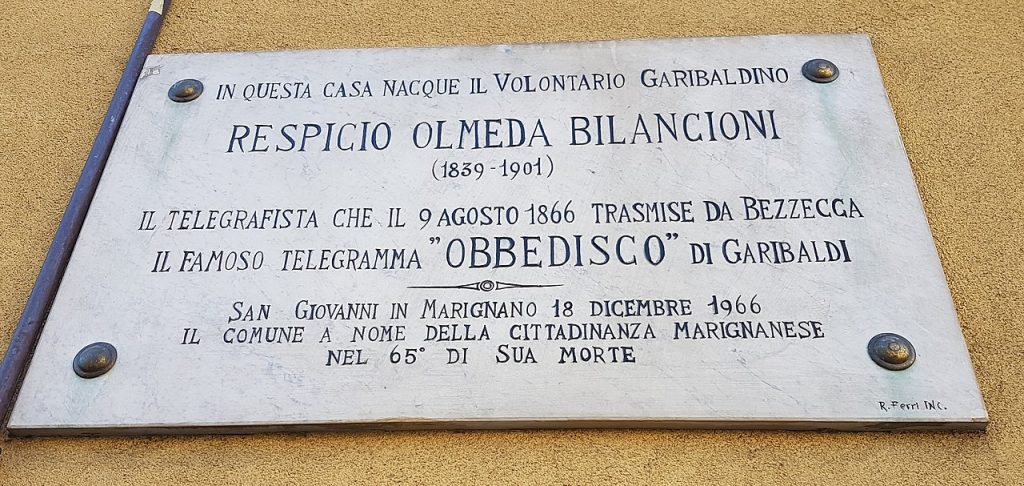 IN QUESTA CASA NACQUE IL VOLONTARIO GARIBALDINO
RESPICIO OLMEDA BILANCIONI
(1839-1901)
IL TELEGRAFISTA CHE IL 9 AGOSTO 1866 TRASMISE DA BEZZECCA
IL FAMOSO TELEGRAMMA "OBBEDISCO" DI GARIBALDI
SAN GIOVANNI IN MARIGNANO 18 DICEMBRE 1966
IL COMUNE A NOME DELLA CITTADINANZA MARIGNANESE
NEL 65° DI SUA MORTE
R. Ferri INC.